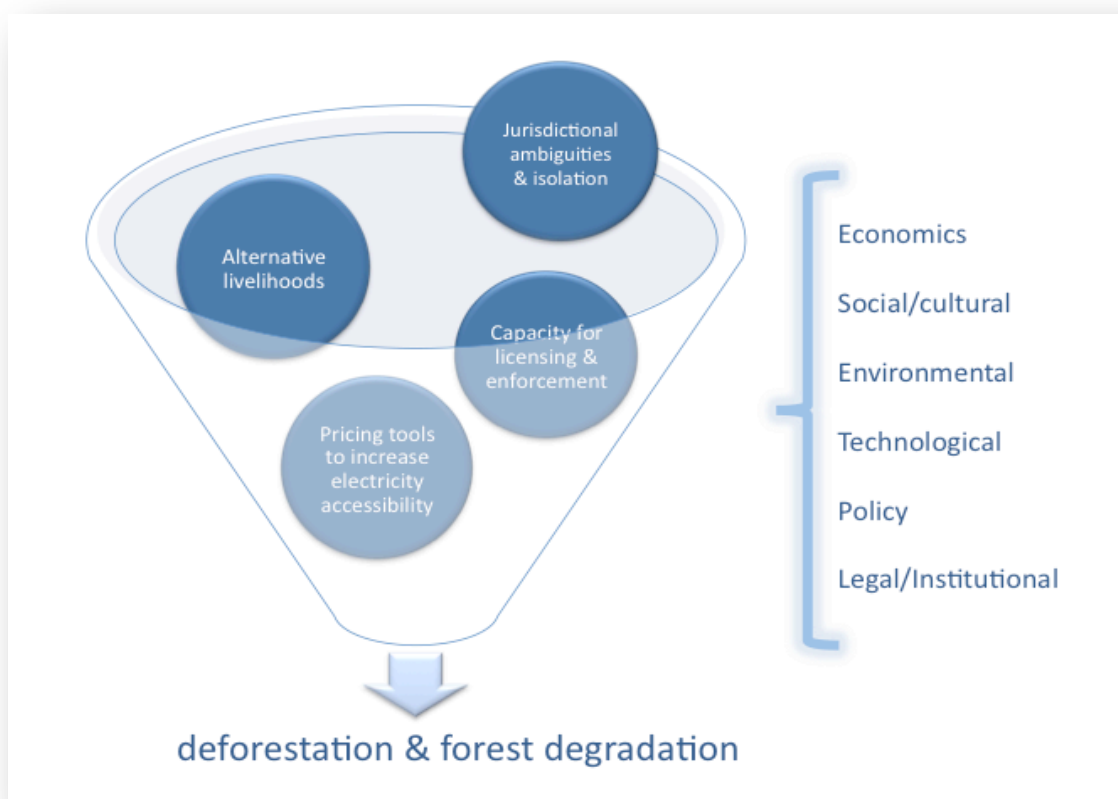 Jurisdictional
ambiguities
& isolation
Alternative
livelihoods
Capacity for
licensing &
enforcement
Pricing tools
to increase
electricity
accessibility
deforestation & forest degradation
Economics
Social/cultural
Environmental
Technological
Policy
Legal/Institutional